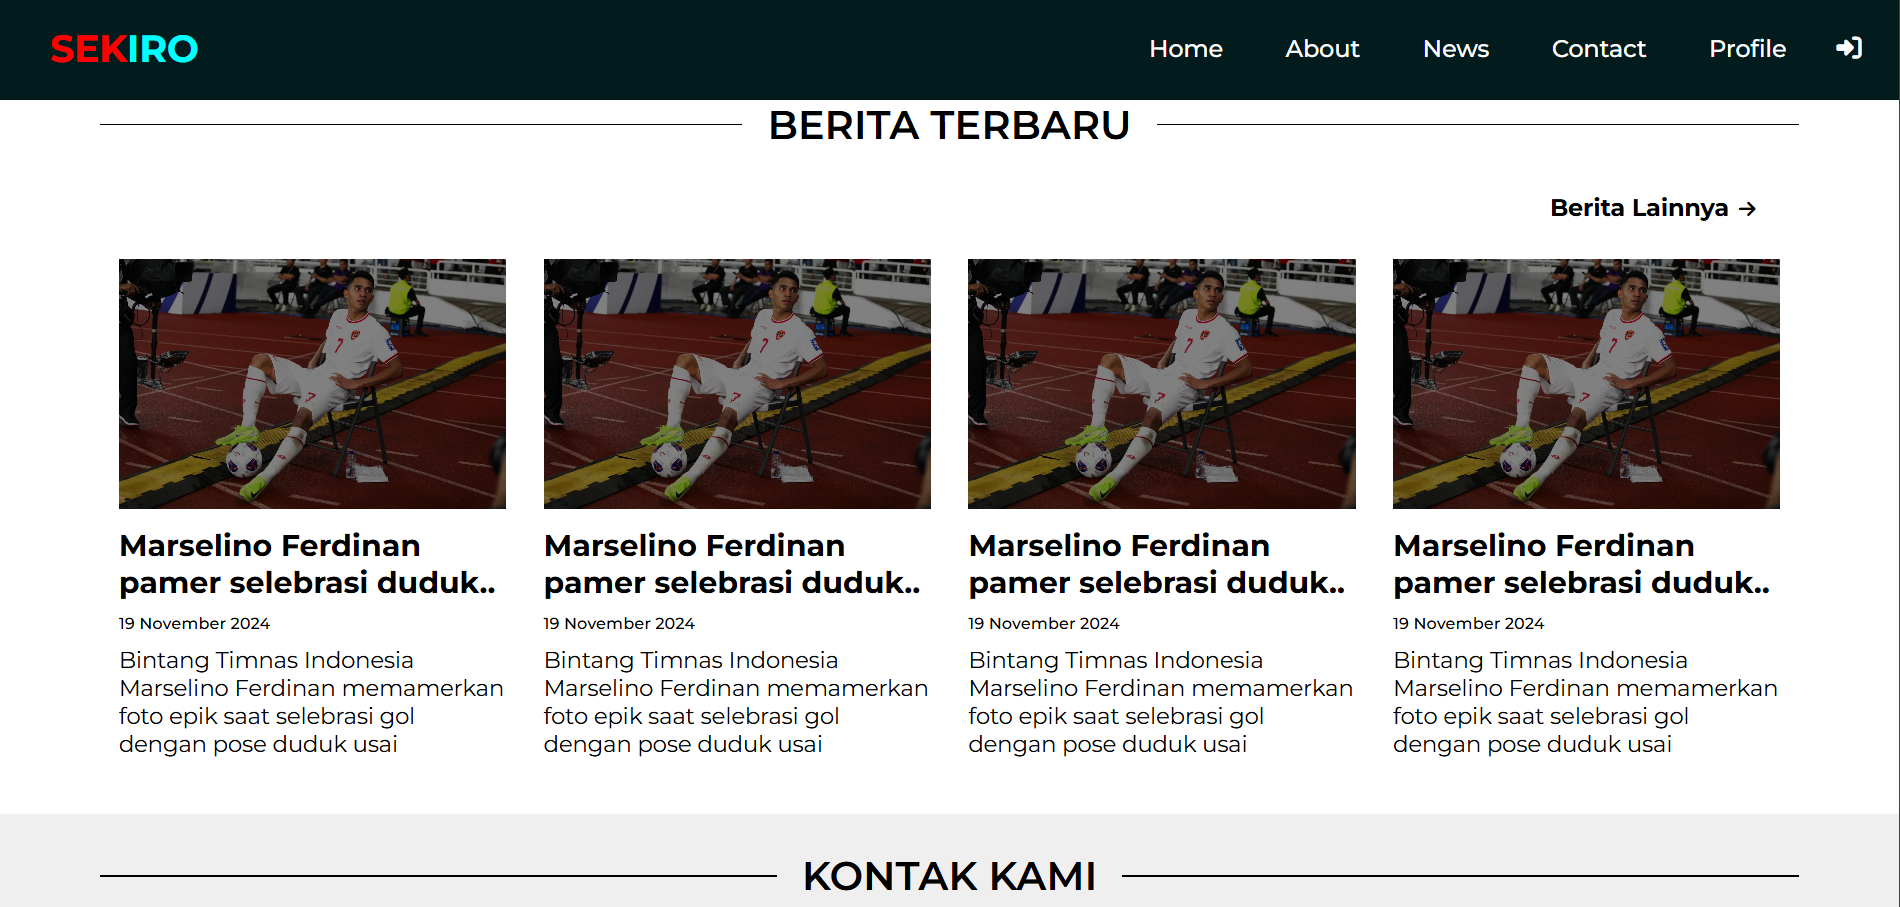 SEKIRO Home About News Contact Profile
BERITA TERBARU
Berita Lainnya →
Marselino Ferdinan
pamer selebrasi duduk..
19 November 2024
Bintang Timnas Indonesia
Marselino Ferdinan memamerkan
foto epik saat selebrasi gol
dengan pose duduk usai
Marselino Ferdinan
pamer selebrasi duduk..
19 November 2024
Bintang Timnas Indonesia
Marselino Ferdinan memamerkan
foto epik saat selebrasi gol
dengan pose duduk usai
Marselino Ferdinan
pamer selebrasi duduk..
19 November 2024
Bintang Timnas Indonesia
Marselino Ferdinan memamerkan
foto epik saat selebrasi gol
dengan pose duduk usai
Marselino Ferdinan
pamer selebrasi duduk..
19 November 2024
Bintang Timnas Indonesia
Marselino Ferdinan memamerkan
foto epik saat selebrasi gol
dengan pose duduk usai
KONTAK KAMI